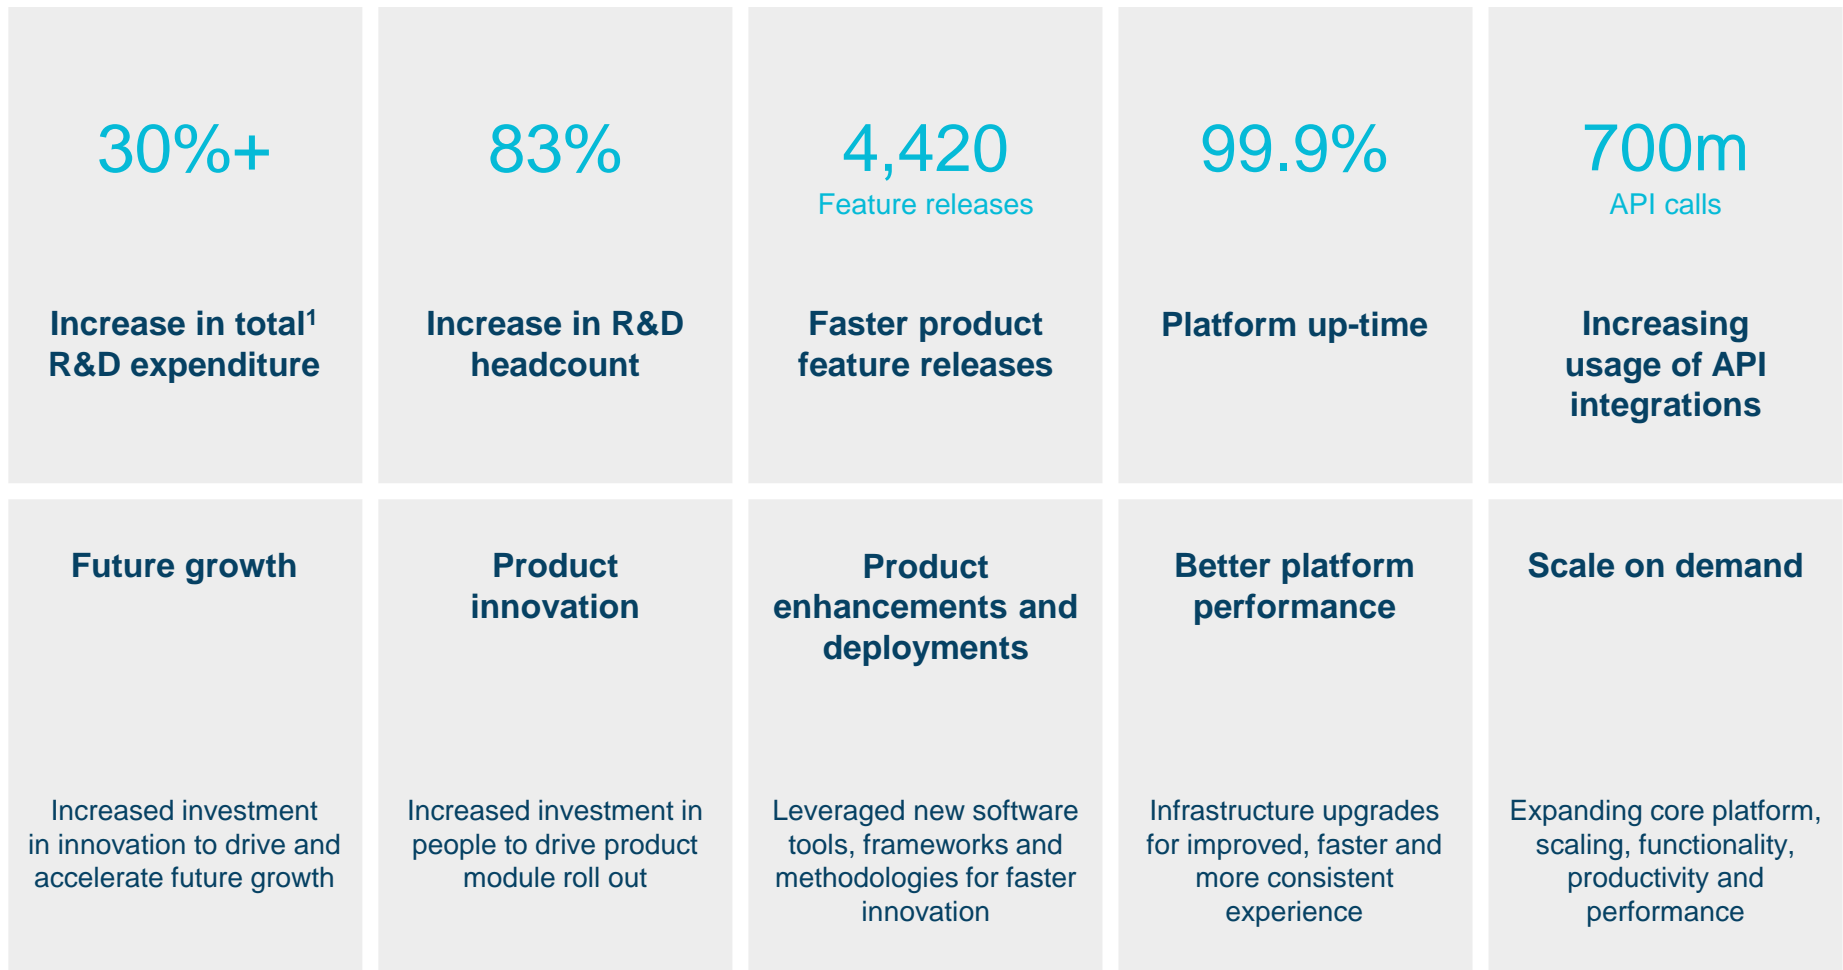 30%+
Increase in total¹
R&D expenditure
83%
Increase in R&D
headcount
4,420
Feature releases
Faster product
feature releases
99.9%
Platform up-time
700m
API calls
Increasing
usage of API
integrations
Future growth
Increased investment
in innovation to drive and
accelerate future growth
Product
innovation
Increased investment in
people to drive product
module roll out
Product
enhancements and
deployments
Leveraged new software
tools, frameworks and
methodologies for faster
innovation
Better platform
performance
Infrastructure upgrades
for improved, faster and
more consistent
experience
Scale on demand
Expanding core platform,
scaling, functionality,
productivity and
performance